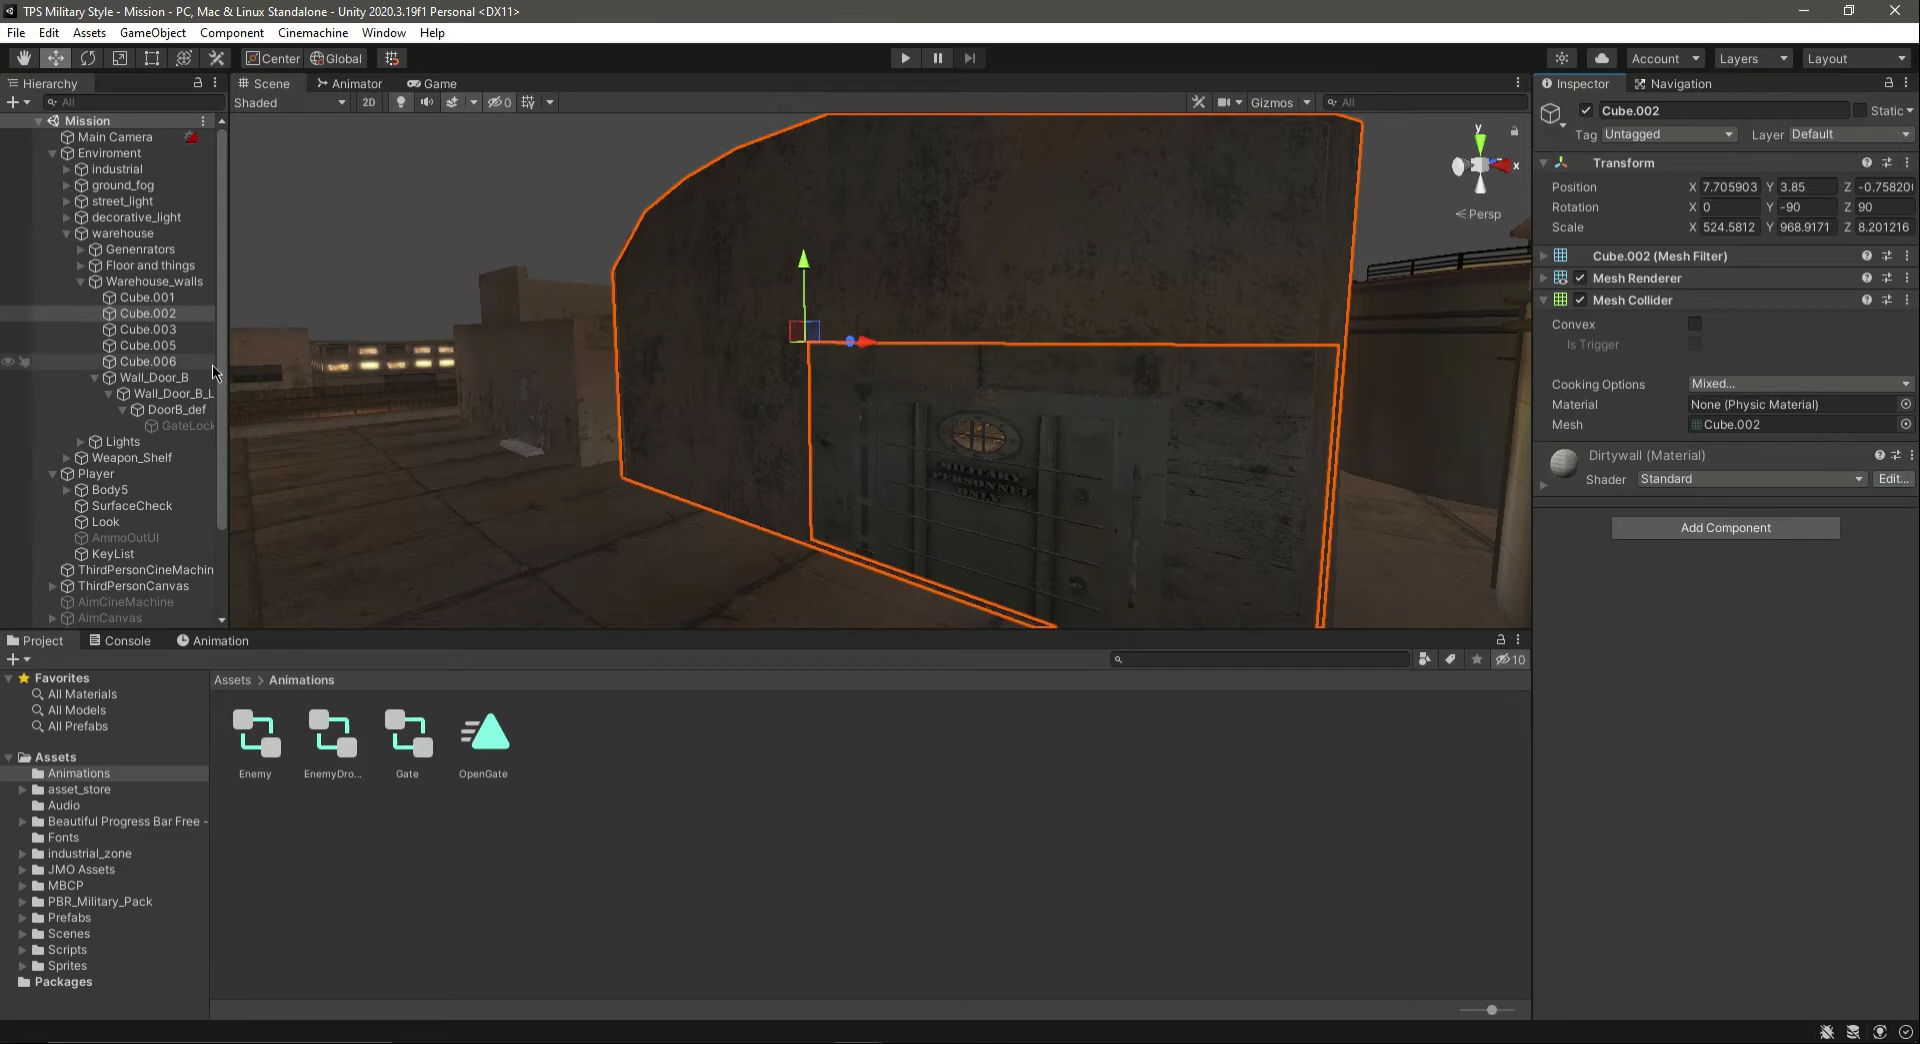 TPS Military Style - Mission - PC, Mac & Linux Standalone - Unity 2020.3.19f1 Personal <DX11>
File Edit Assets GameObject Component Cinemachine Window Help
Center Global Account Layers Layout
Hierarchy Scene Animator Game Inspector Navigation
All Shaded 2D 0 Gizmos All
Mission
Main Camera
Enviroment
industrial
ground_fog
street_light
decorative_light
warehouse
Genenrators
Floor and things
Warehouse_walls
Cube.001
Cube.002
Cube.003
Cube.005
Cube.006
Wall_Door_B
Wall_Door_B_L
DoorB_def
GateLock
Lights
Weapon_Shelf
Player
Body5
SurfaceCheck
Look
AmmoOutUI
KeyList
ThirdPersonCineMachin
ThirdPersonCanvas
AimCineMachine
AimCanvas
y
x
Persp
MILITARY
PERSONNEL
ONLY
Cube.002 Static
Tag Untagged Layer Default
Transform
Position X 7.705903 Y 3.85 Z -0.75820
Rotation X 0 Y -90 Z 90
Scale X 524.5812 Y 968.9171 Z 8.201216
Cube.002 (Mesh Filter)
Mesh Renderer
Mesh Collider
Convex
Is Trigger
Cooking Options Mixed...
Material None (Physic Material)
Mesh Cube.002
Dirtywall (Material)
Shader Standard Edit...
Add Component
Project Console Animation
10
Favorites
All Materials
All Models
All Prefabs
Assets
Animations
asset_store
Audio
Beautiful Progress Bar Free -
Fonts
industrial_zone
JMO Assets
MBCP
PBR_Military_Pack
Prefabs
Scenes
Scripts
Sprites
Packages
Assets > Animations
Enemy EnemyDro... Gate OpenGate